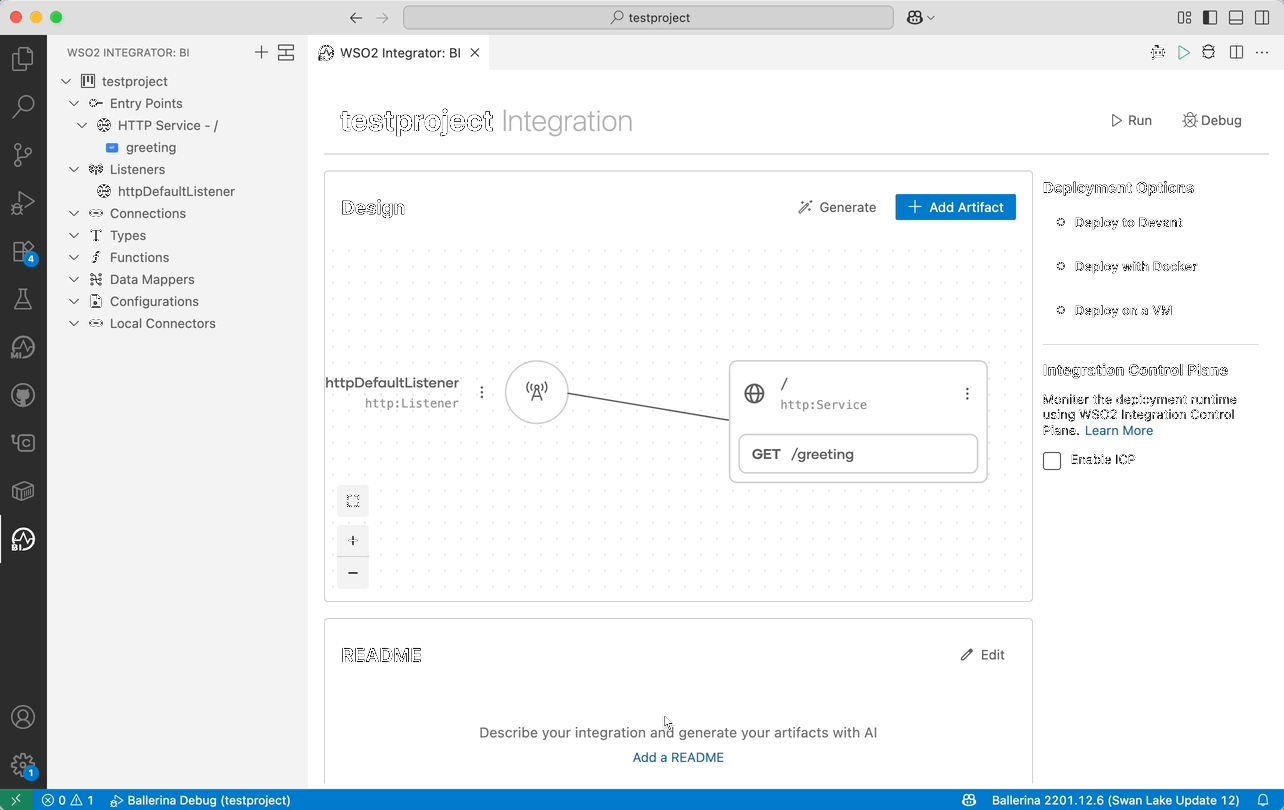 testproject
WSO2 INTEGRATOR: BI
WSO2 Integrator: BI
testproject
Entry Points
HTTP Service - /
greeting
Listeners
httpDefaultListener
Connections
Types
Functions
Data Mappers
Configurations
Local Connectors
4
MI
BI
1
testproject Integration
Run
Debug
Design
Generate
Add Artifact
httpDefaultListener
http:Listener
/
http:Service
GET /greeting
README
Edit
Describe your integration and generate your artifacts with AI
Add a README
Deployment Options
Deploy to Devant
Deploy with Docker
Deploy on a VM
Integration Control Plane
Moniter the deployment runtime
using WSO2 Integration Control
Plane. Learn More
Enable ICP
0 1 Ballerina Debug (testproject)
Ballerina 2201.12.6 (Swan Lake Update 12)